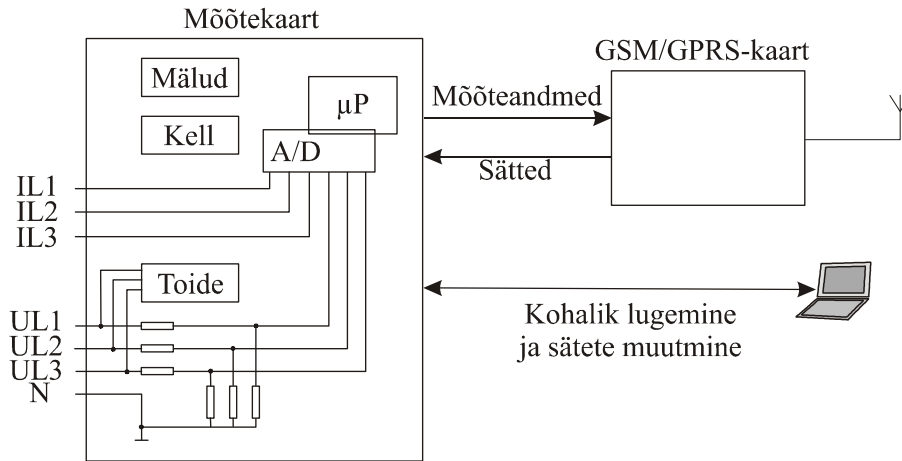 Mõõtekaart
GSM/GPRS-kaart
Mälud
µP
Mõõteandmed
Kell
A/D
Sätted
IL1
IL2
IL3
Toide
UL1
UL2
UL3
N
Kohalik lugemine
ja sätete muutmine